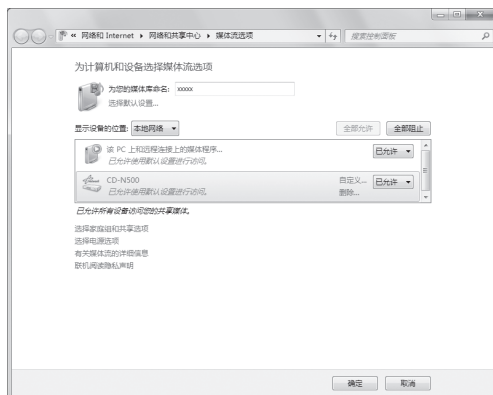 « 网络和 Internet ▸ 网络和共享中心 ▸ 媒体流选项
搜索控制面板
为计算机和设备选择媒体流选项
为您的媒体库命名: xxxxx
选择默认设置...
显示设备的位置: 本地网络
全部允许
全部阻止
该 PC 上和远程连接上的媒体程序...
已允许使用默认设置进行访问。
已允许
CD-N500
已允许使用默认设置进行访问。
自定义...
删除...
已允许
已允许所有设备访问您的共享媒体。
选择家庭组和共享选项
选择电源选项
有关媒体流的详细信息
联机阅读隐私声明
确定
取消